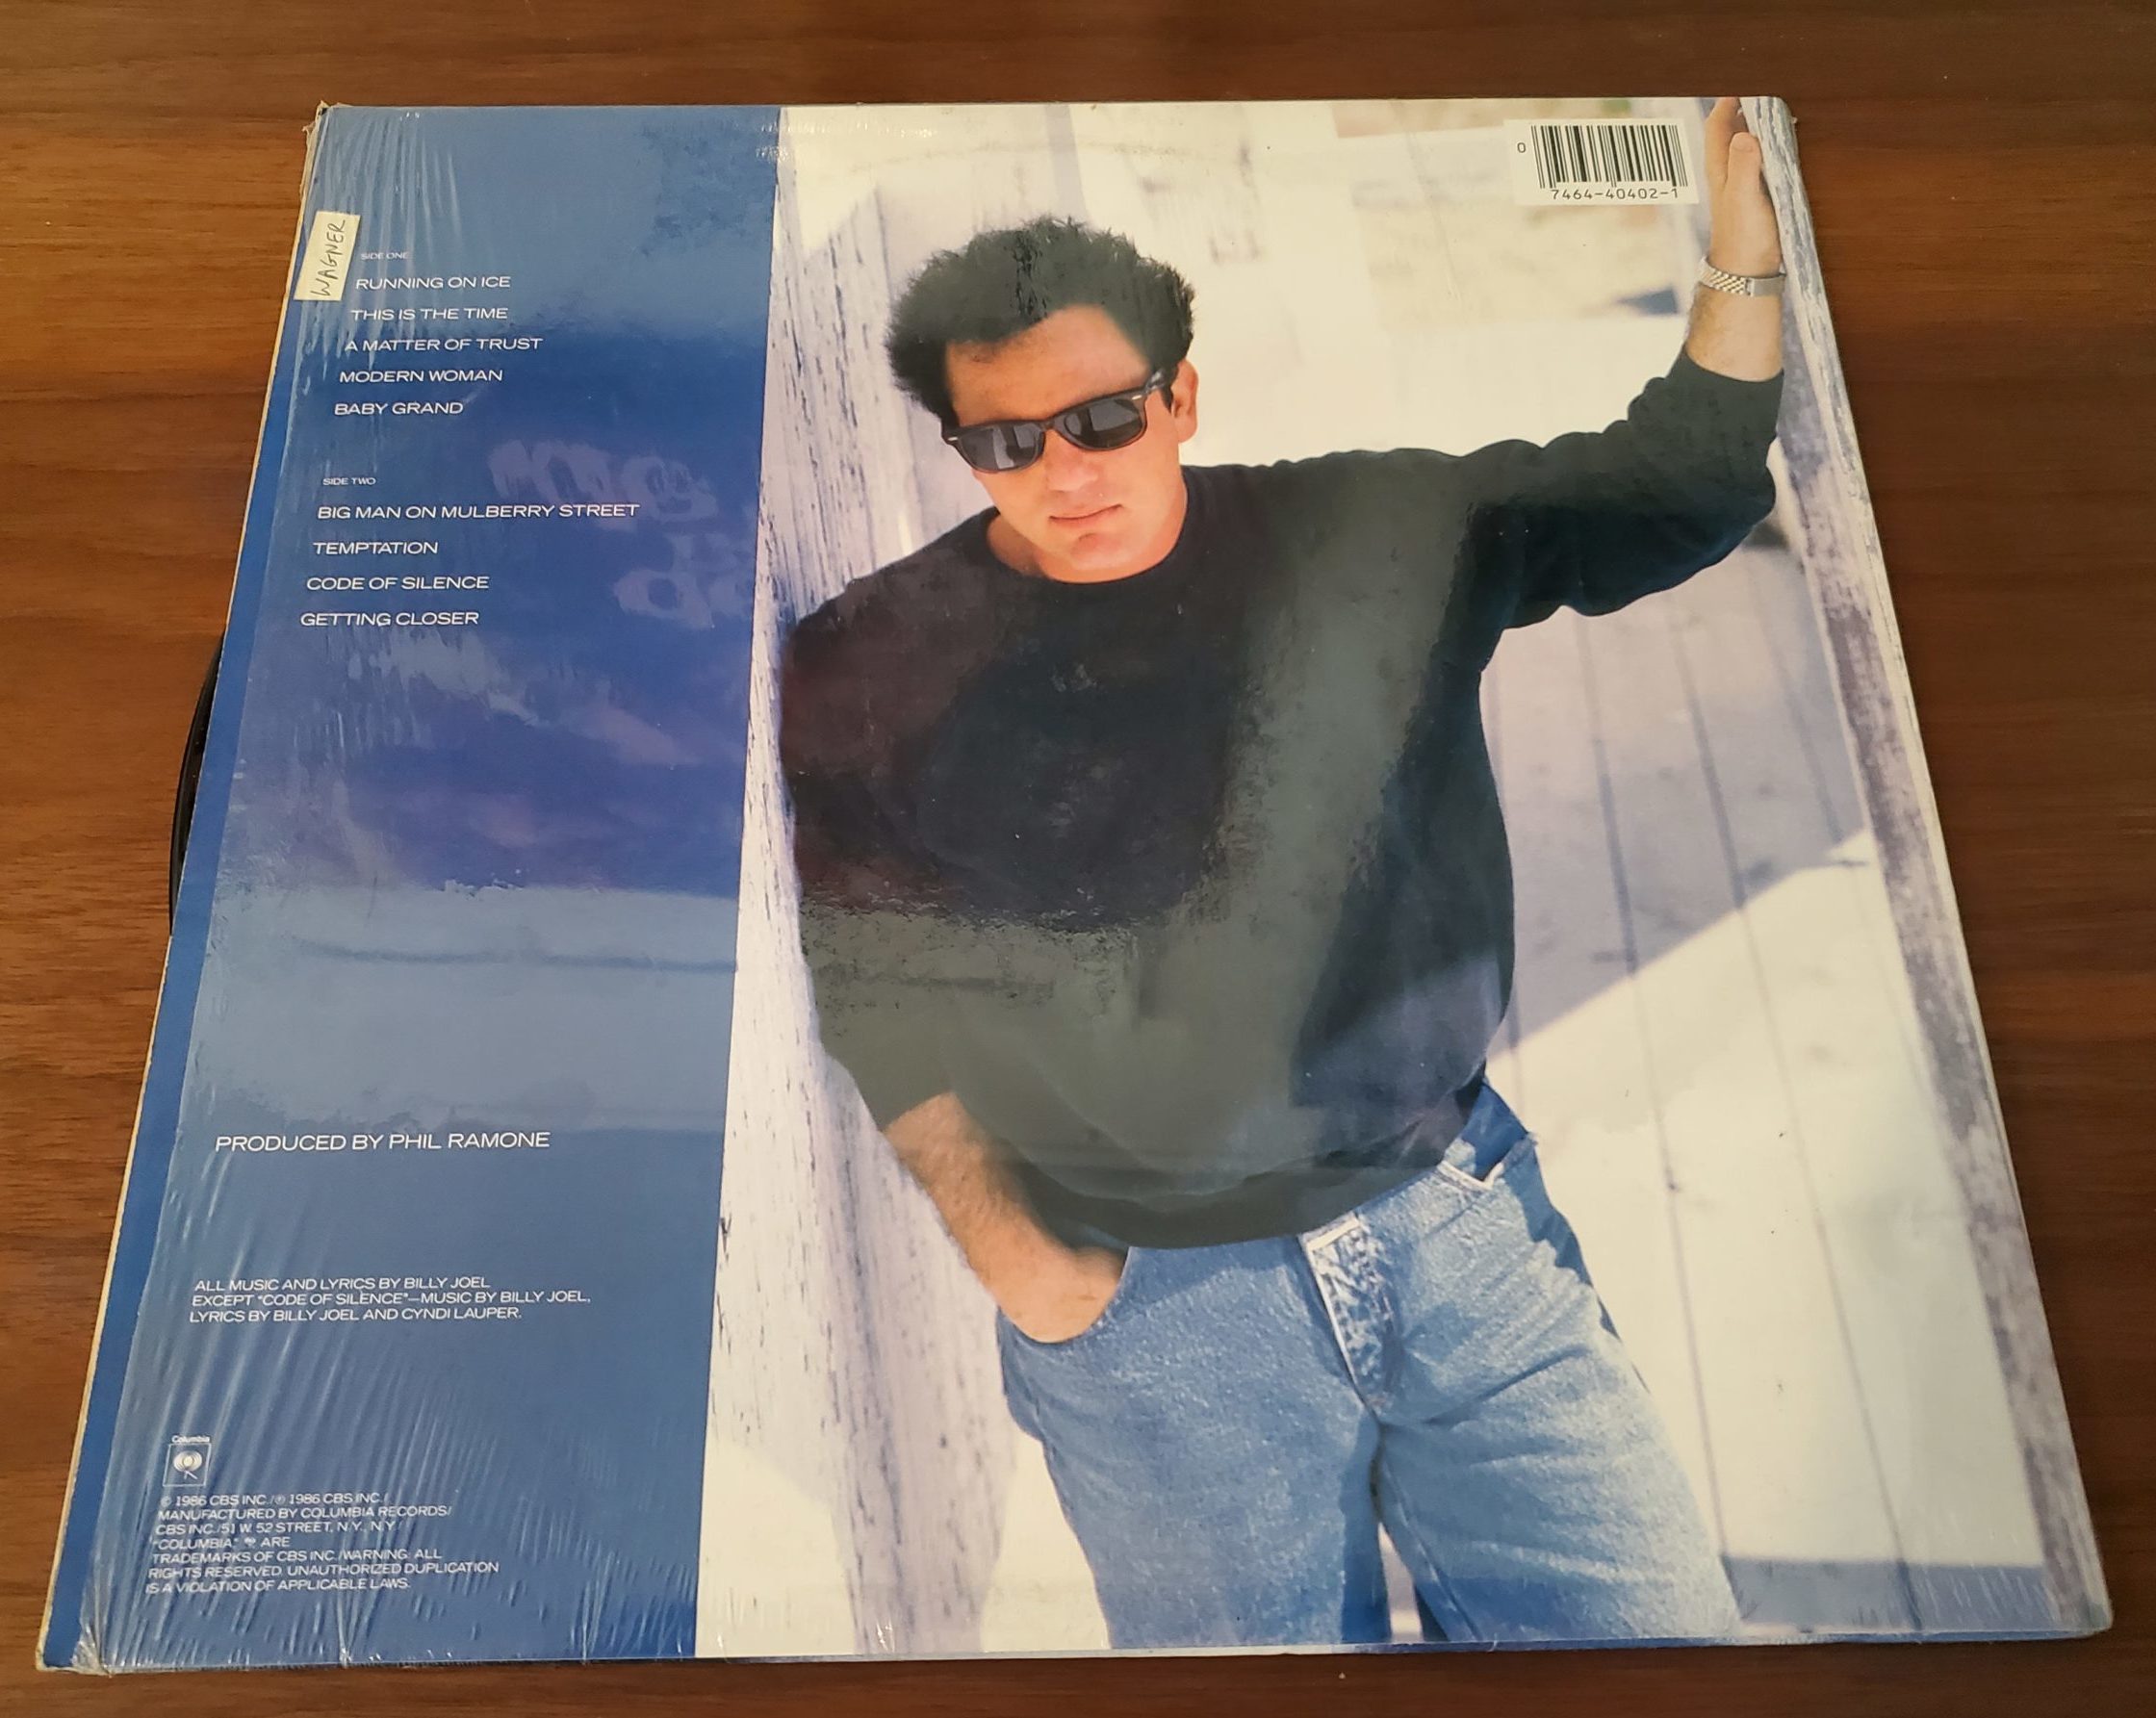 WAGNER
SIDE ONE
RUNNING ON ICE
THIS IS THE TIME
A MATTER OF TRUST
MODERN WOMAN
BABY GRAND
SIDE TWO
BIG MAN ON MULBERRY STREET
TEMPTATION
CODE OF SILENCE
GETTING CLOSER
PRODUCED BY PHIL RAMONE
ALL MUSIC AND LYRICS BY BILLY JOEL
EXCEPT "CODE OF SILENCE"—MUSIC BY BILLY JOEL,
LYRICS BY BILLY JOEL AND CYNDI LAUPER.
Columbia
© 1986 CBS INC./℗ 1986 CBS INC./
MANUFACTURED BY COLUMBIA RECORDS/
CBS INC./51 W. 52 STREET, N.Y., N.Y./
"COLUMBIA," ARE
TRADEMARKS OF CBS INC./WARNING: ALL
RIGHTS RESERVED. UNAUTHORIZED DUPLICATION
IS A VIOLATION OF APPLICABLE LAWS.
0 7464-40402-1